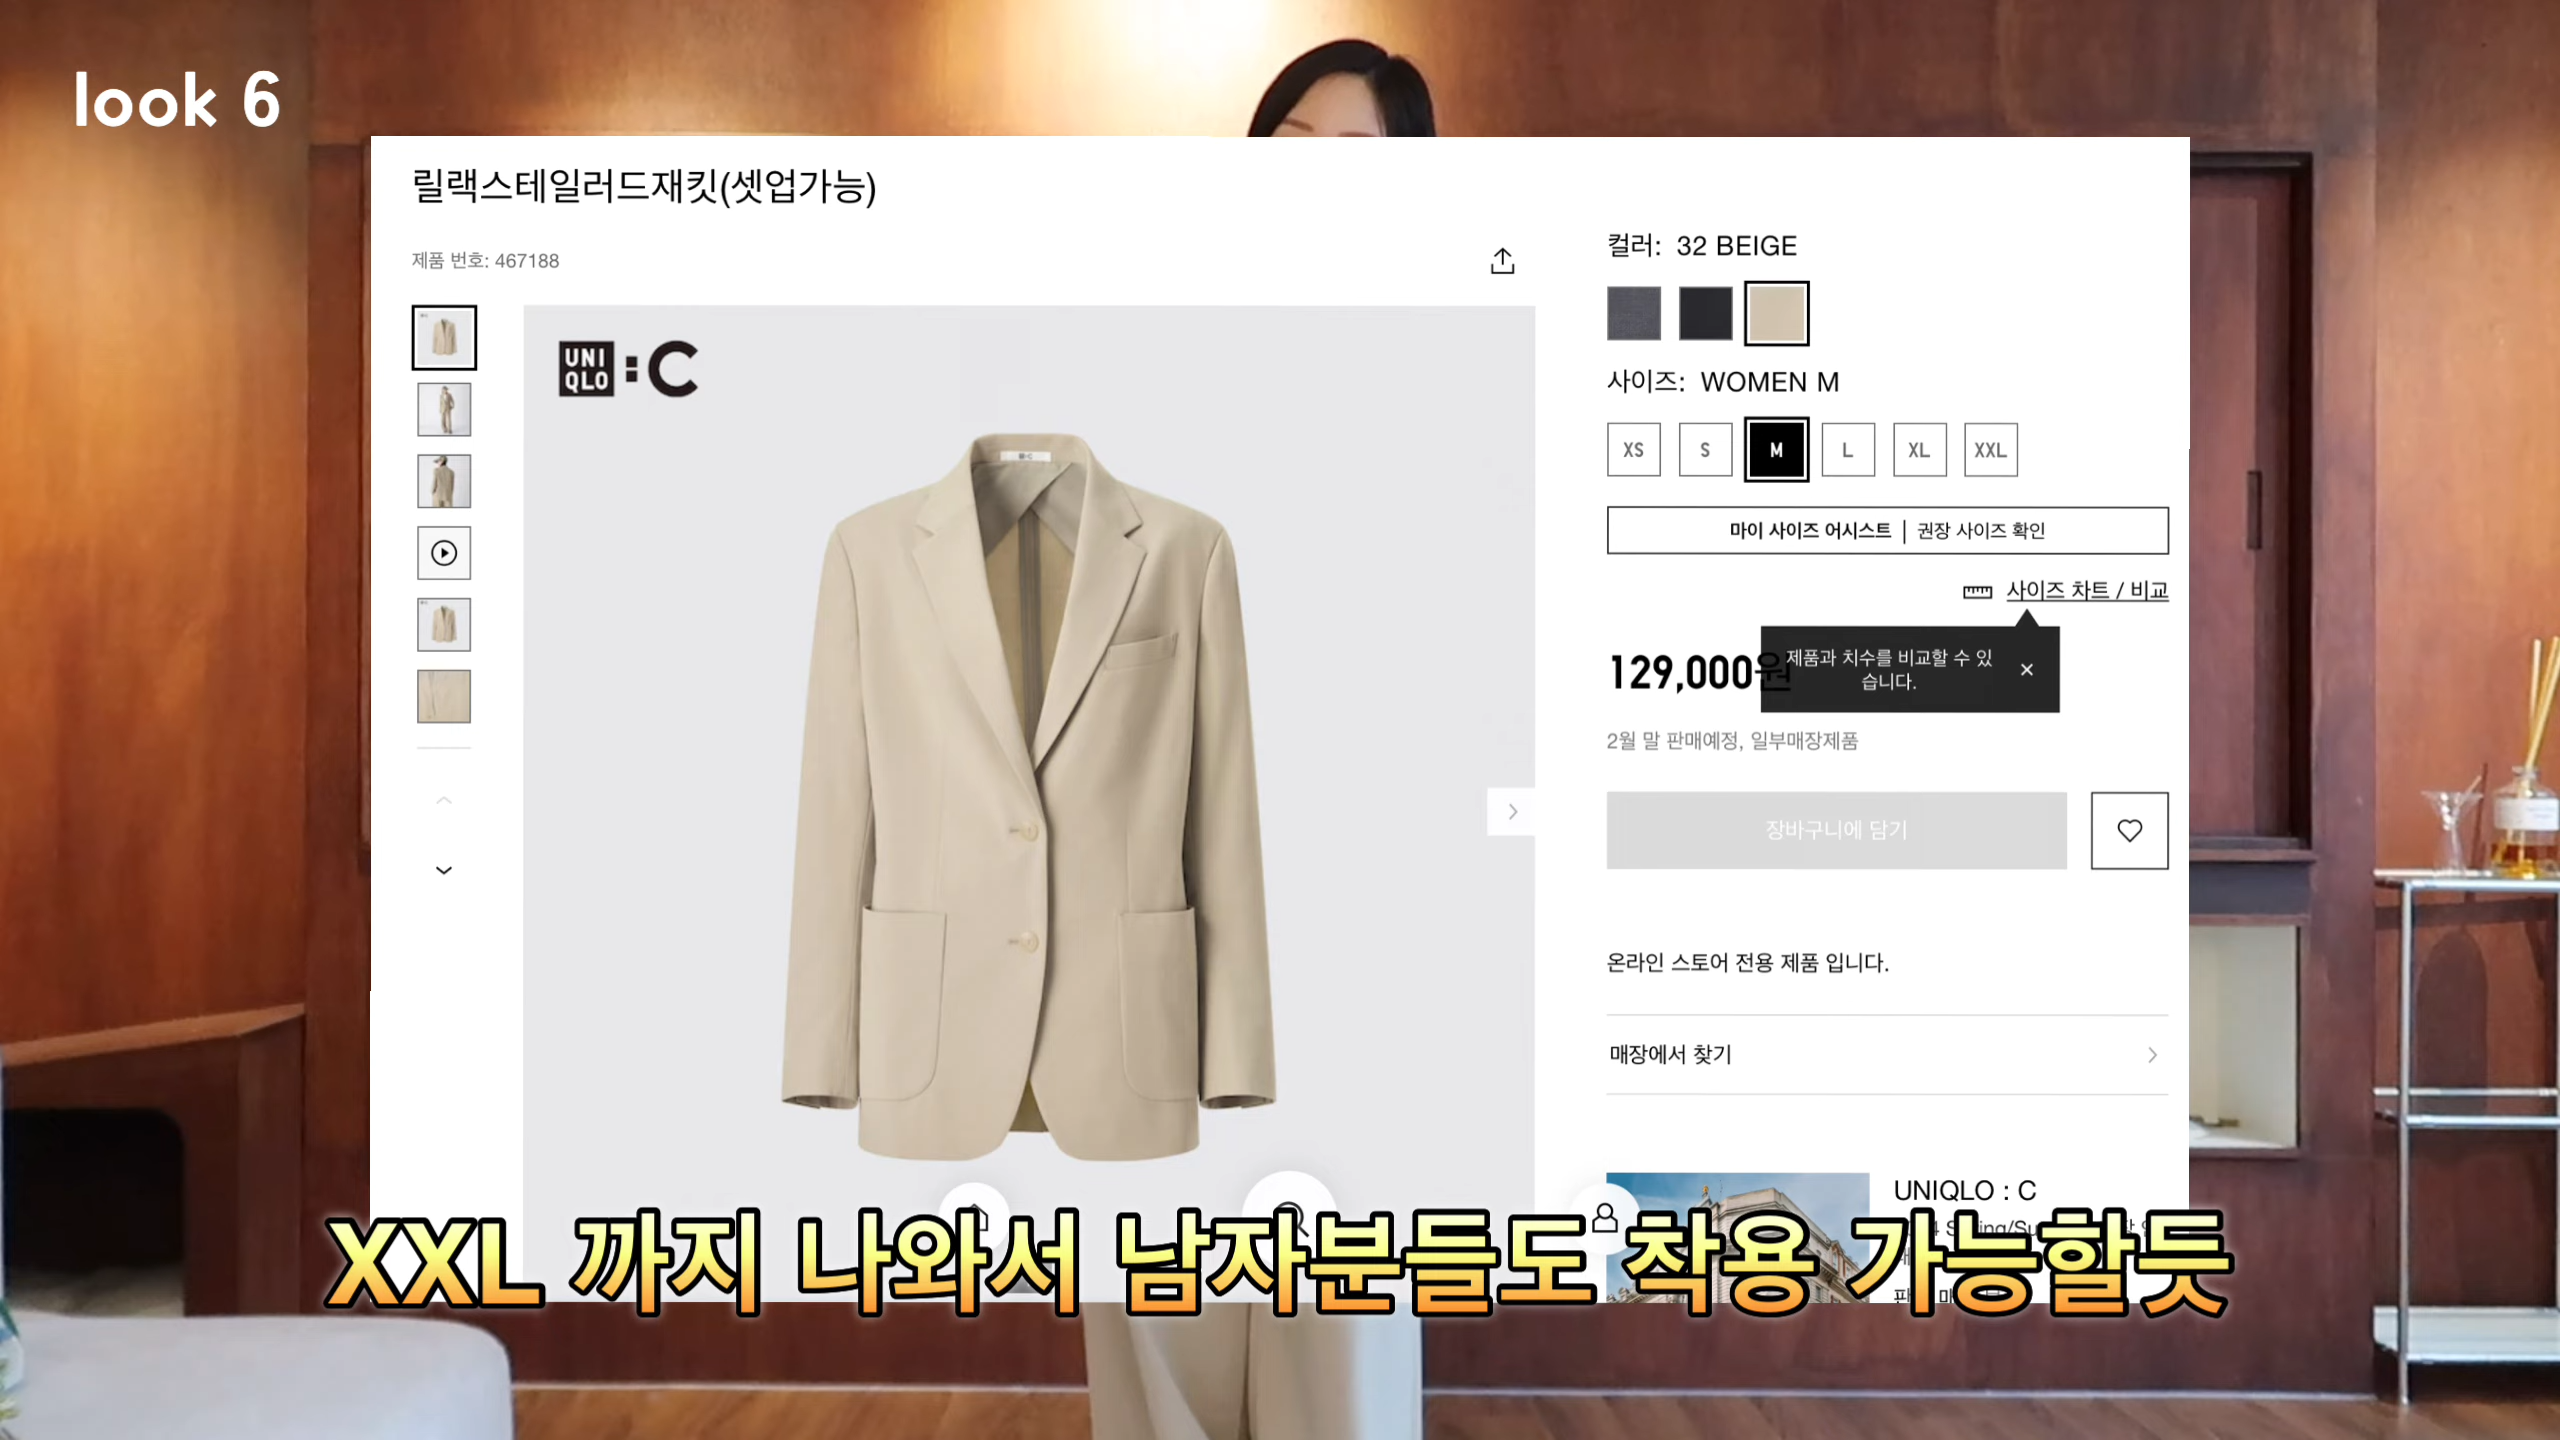 look 6
릴랙스테일러드재킷(셋업가능)
제품 번호: 467188
UNI
QLO : C
컬러: 32 BEIGE
사이즈: WOMEN M
XS S M L XL XXL
마이 사이즈 어시스트 | 권장 사이즈 확인
사이즈 차트 / 비교
129,000원
제품과 치수를 비교할 수 있
습니다.
2월 말 판매예정, 일부매장제품
장바구니에 담기
온라인 스토어 전용 제품 입니다.
매장에서 찾기
UNIQLO : C
XXL 까지 나와서 남자분들도 착용 가능할듯